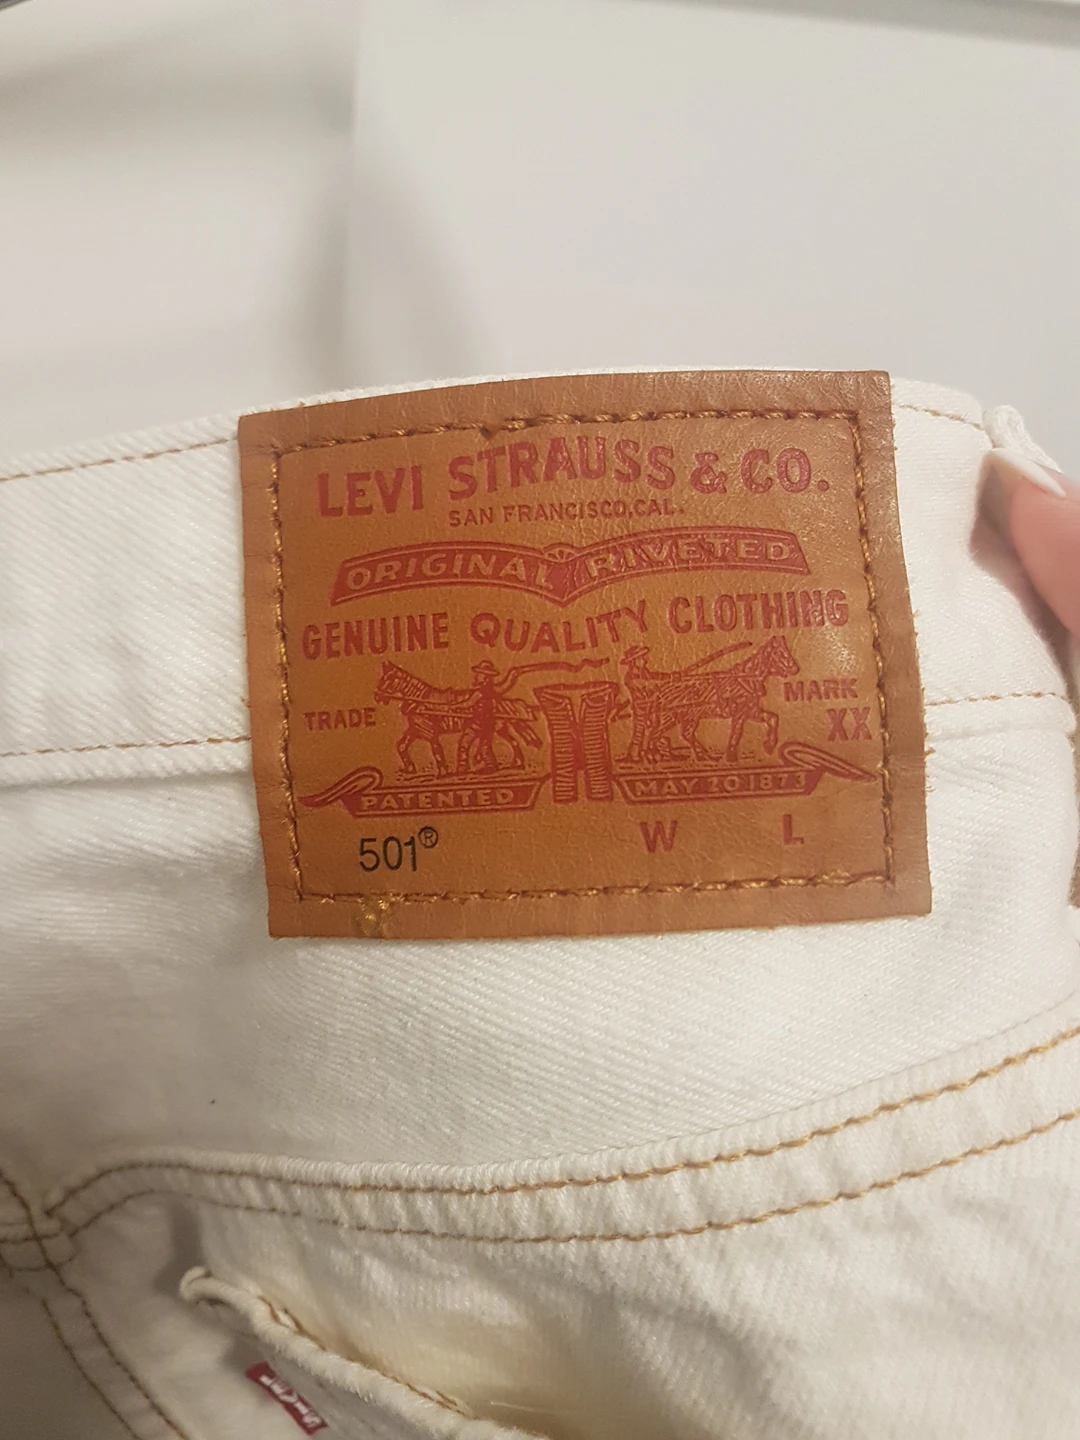 LEVI STRAUSS & CO.
SAN FRANCISCO, CAL.
ORIGINAL RIVETED
GENUINE QUALITY CLOTHING
TRADE MARK
XX
PATENTED MAY 20 1873
501® W L
LEVI'S